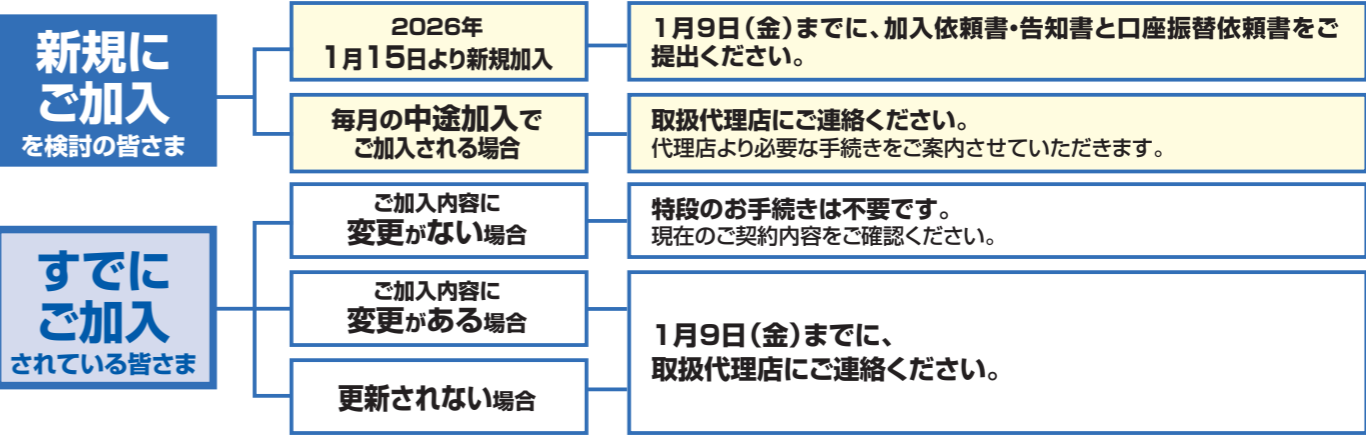 新規に
ご加入
を検討の皆さま
2026年
1月15日より新規加入
1月9日（金）までに、加入依頼書・告知書と口座振替依頼書をご
提出ください。
毎月の中途加入で
ご加入される場合
取扱代理店にご連絡ください。
代理店より必要な手続きをご案内させていただきます。
すでに
ご加入
されている皆さま
ご加入内容に
変更がない場合
特段のお手続きは不要です。
現在のご契約内容をご確認ください。
ご加入内容に
変更がある場合
更新されない場合
1月9日（金）までに、
取扱代理店にご連絡ください。